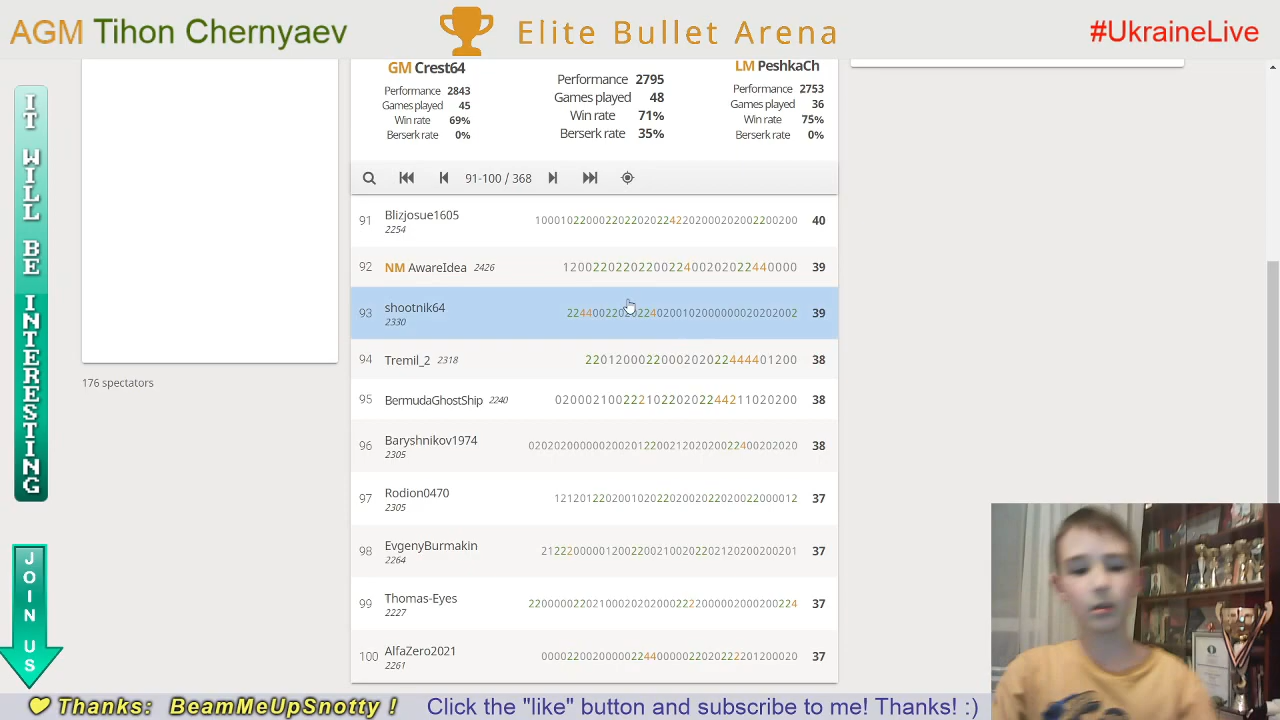 AGM Tihon Chernyaev
Elite Bullet Arena
#UkraineLive
IT WILL BE INTERESTING
JOIN US
GM Crest64
Performance 2843
Games played 45
Win rate 69%
Berserk rate 0%
Performance 2795
Games played 48
Win rate 71%
Berserk rate 35%
LM PeshkaCh
Performance 2753
Games played 36
Win rate 75%
Berserk rate 0%
91-100 / 368
91 Blizjosue1605 2254 40
92 NM AwareIdea 2426 1200220220220022400202022440000 39
93 shootnik64 2330 39
94 Tremil_2 2318 2201200022000202022444401200 38
95 BermudaGhostShip 2240 38
96 Baryshnikov1974 2305 38
97 Rodion0470 2305 37
98 EvgenyBurmakin 2264 37
99 Thomas-Eyes 2227 37
100 AlfaZero2021 2261 37
176 spectators
Thanks: BeamMeUpSnotty !
Click the "like" button and subscribe to me! Thanks! :)